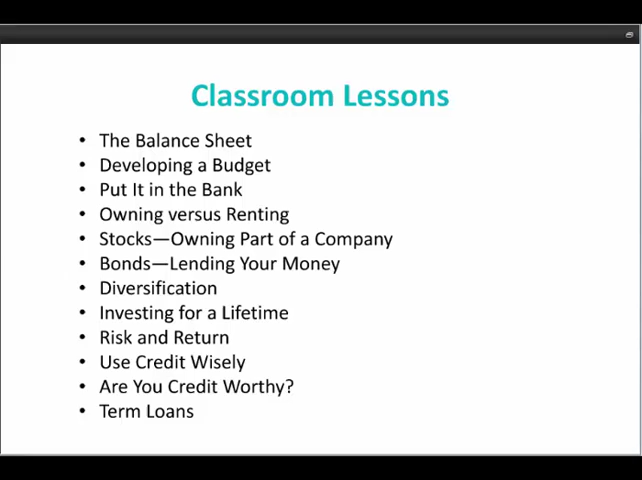 Classroom Lessons
• The Balance Sheet
• Developing a Budget
• Put It in the Bank
• Owning versus Renting
• Stocks—Owning Part of a Company
• Bonds—Lending Your Money
• Diversification
• Investing for a Lifetime
• Risk and Return
• Use Credit Wisely
• Are You Credit Worthy?
• Term Loans